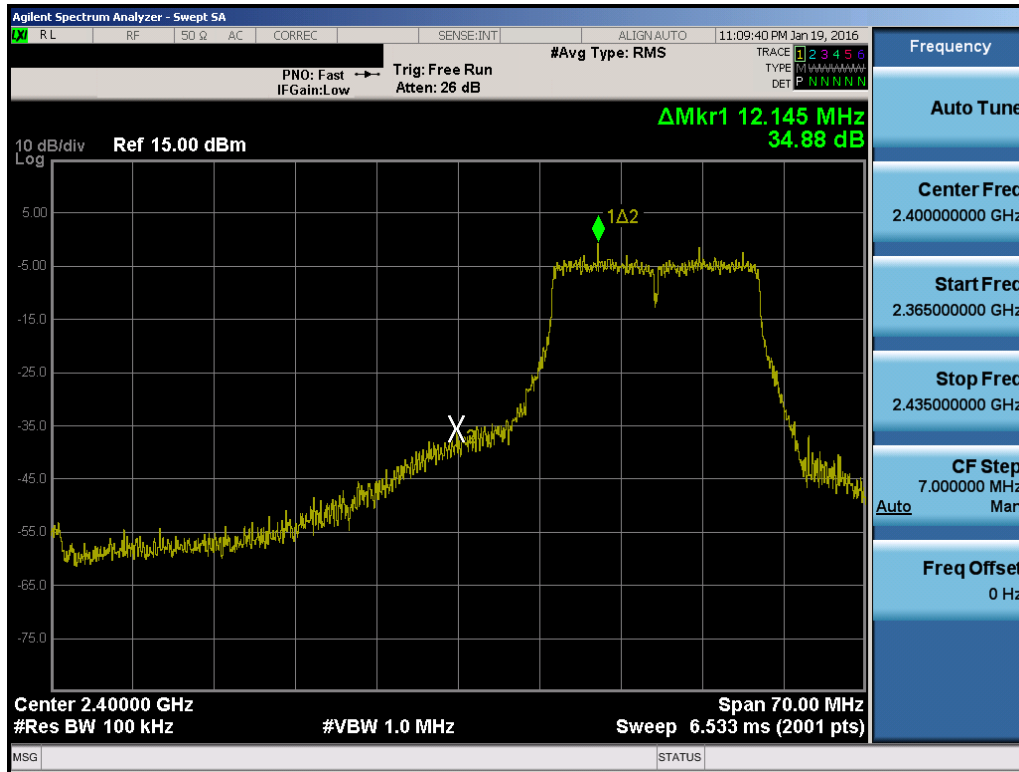 Agilent Spectrum Analyzer - Swept SA
LXI RL RF 50 Ω AC CORREC SENSE:INT ALIGN AUTO 11:09:40 PM Jan 19, 2016
PNO: Fast Trig: Free Run #Avg Type: RMS TRACE 1 2 3 4 5 6
IFGain:Low Atten: 26 dB TYPE M WWWWW
DET P N N N N N
ΔMkr1 12.145 MHz
34.88 dB
10 dB/div Ref 15.00 dBm
Log
5.00
-5.00
-15.0
-25.0
-35.0
-45.0
-55.0
-65.0
-75.0
1Δ2
X2
Center 2.40000 GHz Span 70.00 MHz
#Res BW 100 kHz #VBW 1.0 MHz Sweep 6.533 ms (2001 pts)
MSG STATUS
Frequency
Auto Tune
Center Freq
2.400000000 GHz
Start Freq
2.365000000 GHz
Stop Freq
2.435000000 GHz
CF Step
7.000000 MHz
Auto Man
Freq Offset
0 Hz